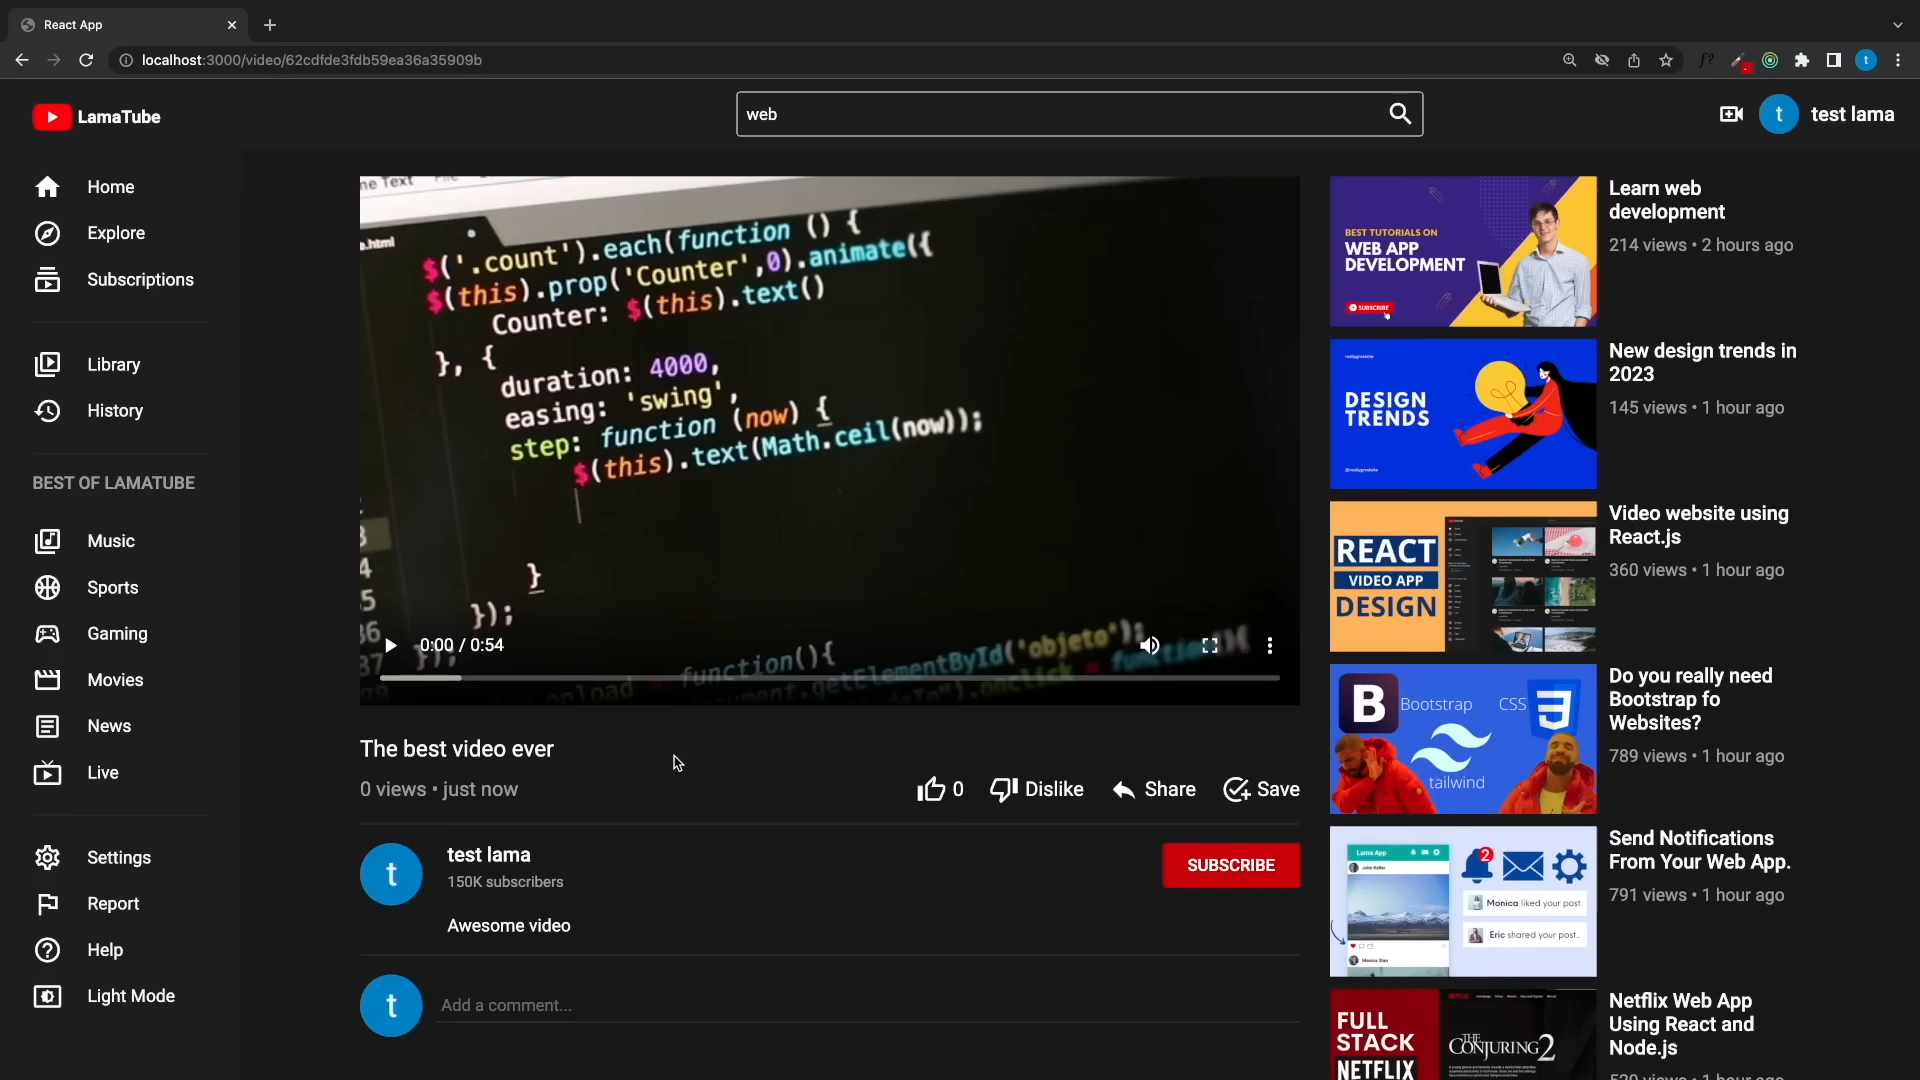 React App
localhost:3000/video/62cdfde3fdb59ea36a35909b
LamaTube
web
t
test lama
Home
Explore
Subscriptions
Library
History
BEST OF LAMATUBE
Music
Sports
Gaming
Movies
News
Live
Settings
Report
Help
Light Mode
.html
$('.count').each(function () {
$(this).prop('Counter',0).animate({
Counter: $(this).text()
}, {
duration: 4000,
easing: 'swing',
step: function (now) {
$(this).text(Math.ceil(now));
}
});
function(){
0:00 / 0:54
The best video ever
0 views • just now
0
Dislike
Share
Save
t
test lama
150K subscribers
SUBSCRIBE
Awesome video
t
Add a comment...
BEST TUTORIALS ON
WEB APP
DEVELOPMENT
SUBSCRIBE
Learn web
development
214 views • 2 hours ago
DESIGN
TRENDS
New design trends in
2023
145 views • 1 hour ago
REACT
VIDEO APP
DESIGN
Video website using
React.js
360 views • 1 hour ago
B
Bootstrap
CSS
3
tailwind
Do you really need
Bootstrap fo
Websites?
789 views • 1 hour ago
Lama App
2
Monica liked your post.
Eric shared your post..
Send Notifications
From Your Web App.
791 views • 1 hour ago
FULL
STACK
NETFLIX
THE
CONJURING 2
Netflix Web App
Using React and
Node.js